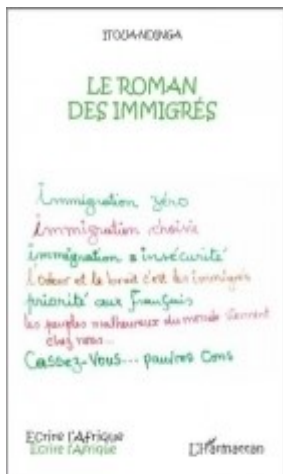 ITOUA-NDINGA
LE ROMAN
DES IMMIGRÉS
Immigration zéro
Immigration choisie
immigration = insécurité
L'odeur et le bruit c'est les immigrés
priorité aux français
les peuples malheureux du monde viennent
chez nous...
Cassez-Vous... pauvres cons
Ecrire l'Afrique
Ecrire l'Afrique
L'Harmattan